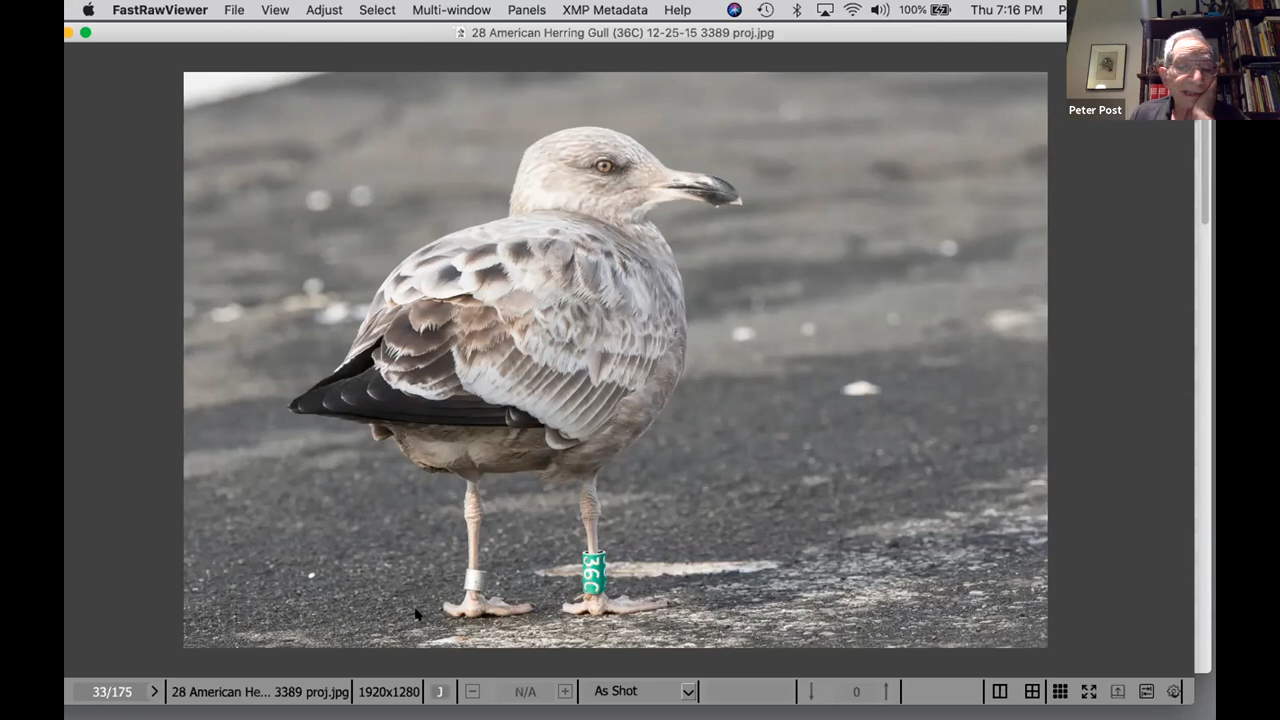 FastRawViewer File View Adjust Select Multi-window Panels XMP Metadata Help 100% Thu 7:16 PM P
28 American Herring Gull (36C) 12-25-15 3389 proj.jpg
Peter Post
36C
33/175 28 American He... 3389 proj.jpg 1920x1280 J N/A As Shot 0